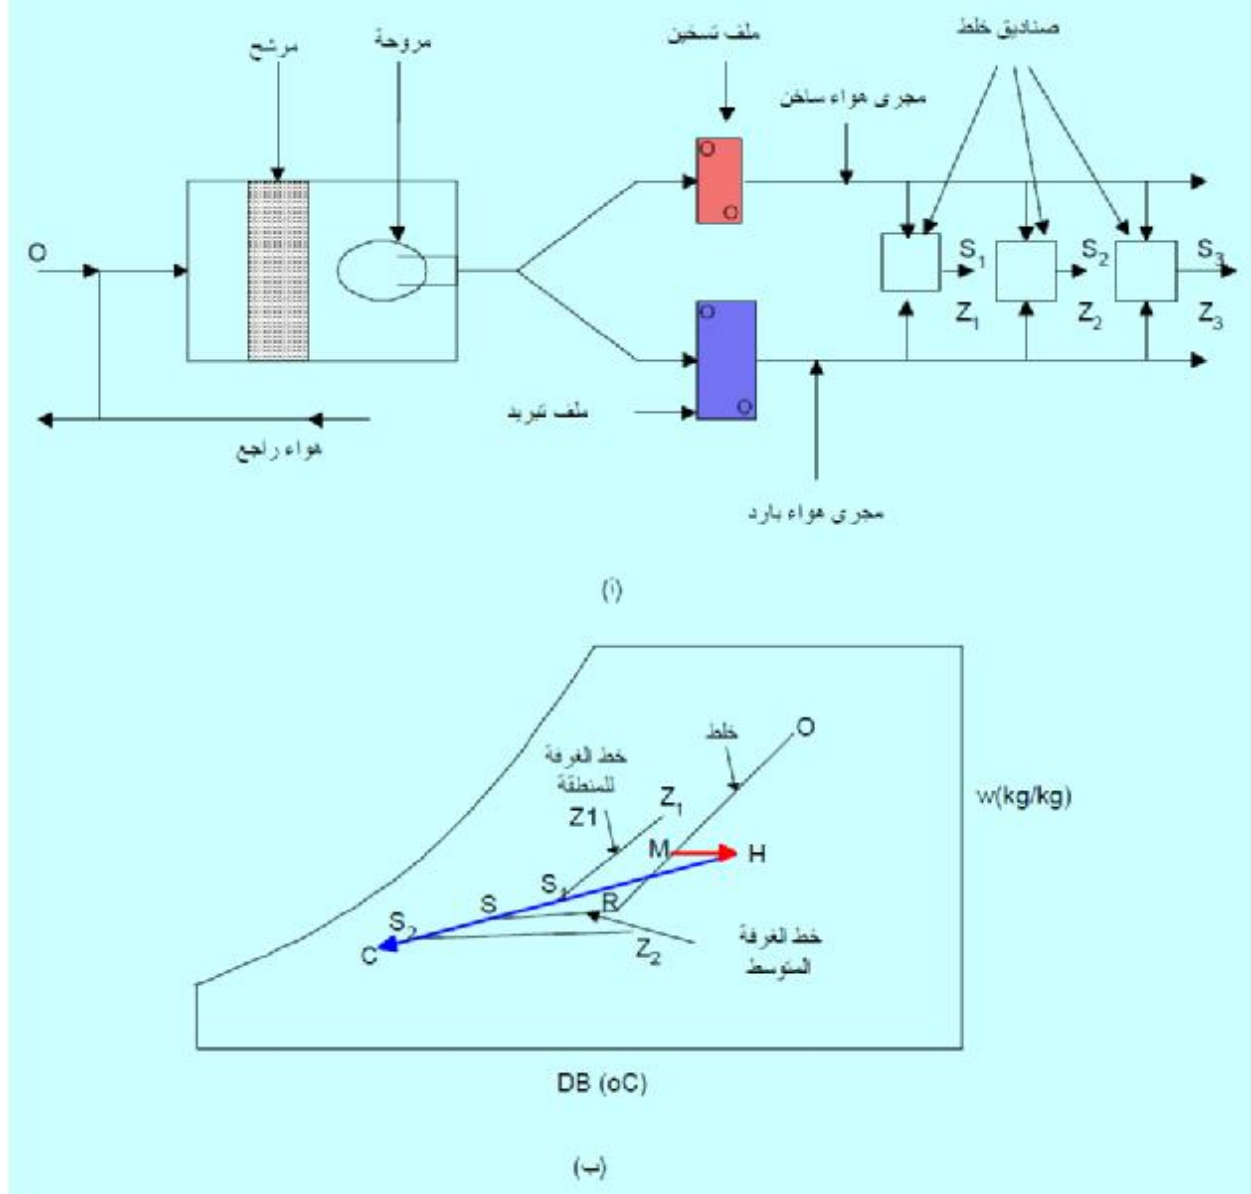 صناديق خلط
ملف تسخين
مروحة
مرشح
مجرى هواء ساخن
O
O
O
S1
S2
S3
O
Z1
Z2
Z3
O
O
ملف تبريد
هواء راجع
مجرى هواء بارد
(أ)
O
خلط
خط الغرفة
للمنطقة
Z1
Z1
w(kg/kg)
M
H
S1
R
S
S2
C
Z2
خط الغرفة
المتوسط
DB (oC)
(ب)